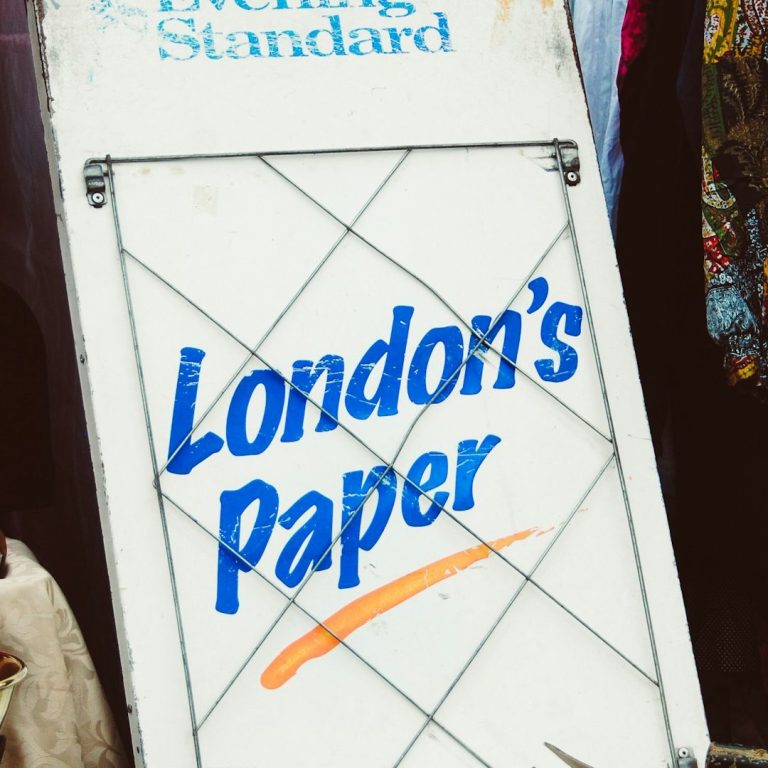 Evening
Standard
London's
Paper